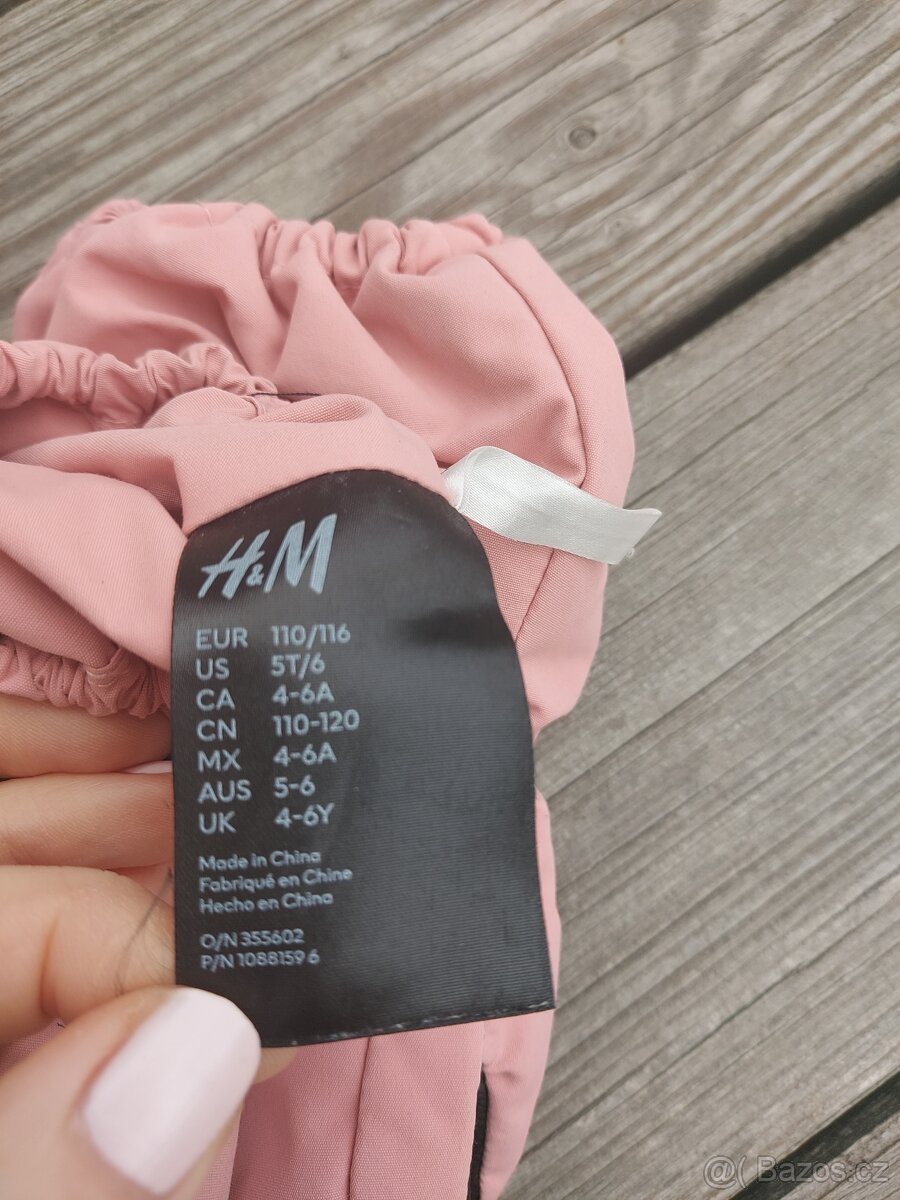 H&M
EUR 110/116
US 5T/6
CA 4-6A
CN 110-120
MX 4-6A
AUS 5-6
UK 4-6Y
Made in China
Fabriqué en Chine
Hecho en China
O/N 355602
P/N 1088159 6
@( Bazos.cz